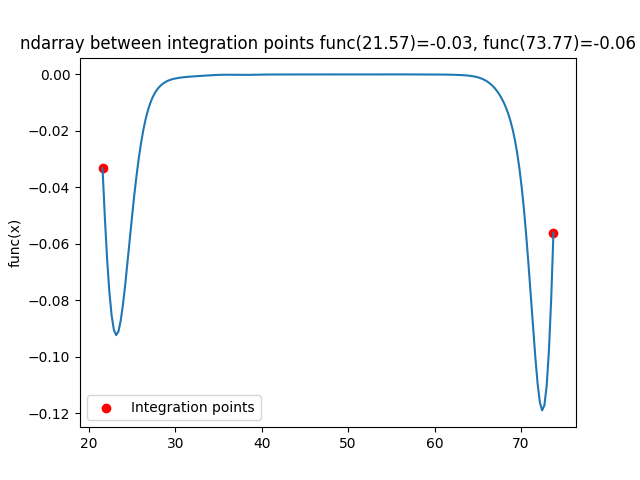 ndarray between integration points func(21.57)=-0.03, func(73.77)=-0.06
0.00
−0.02
−0.04
−0.06
−0.08
−0.10
−0.12
func(x)
Integration points
20 30 40 50 60 70